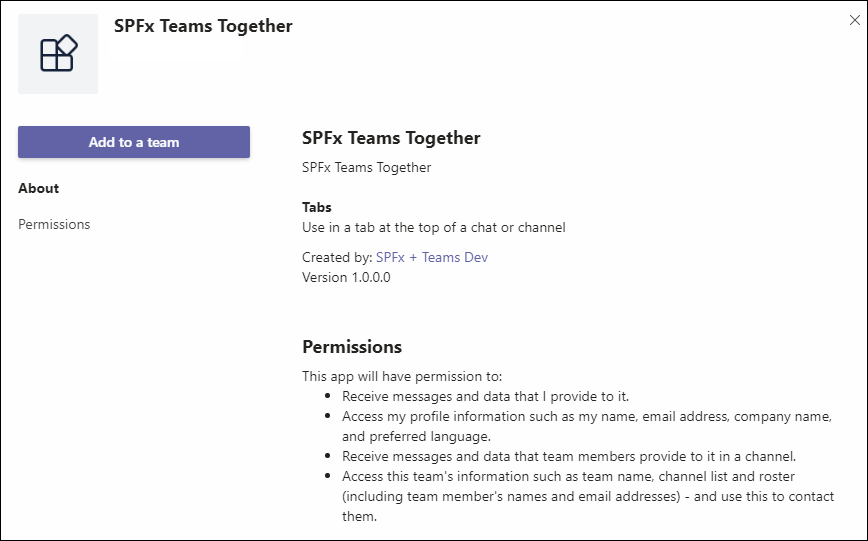 SPFx Teams Together
Add to a team
About
Permissions
SPFx Teams Together
SPFx Teams Together
Tabs
Use in a tab at the top of a chat or channel
Created by: SPFx + Teams Dev
Version 1.0.0.0
Permissions
This app will have permission to:
• Receive messages and data that I provide to it.
• Access my profile information such as my name, email address, company name,
and preferred language.
• Receive messages and data that team members provide to it in a channel.
• Access this team's information such as team name, channel list and roster
(including team member's names and email addresses) - and use this to contact
them.